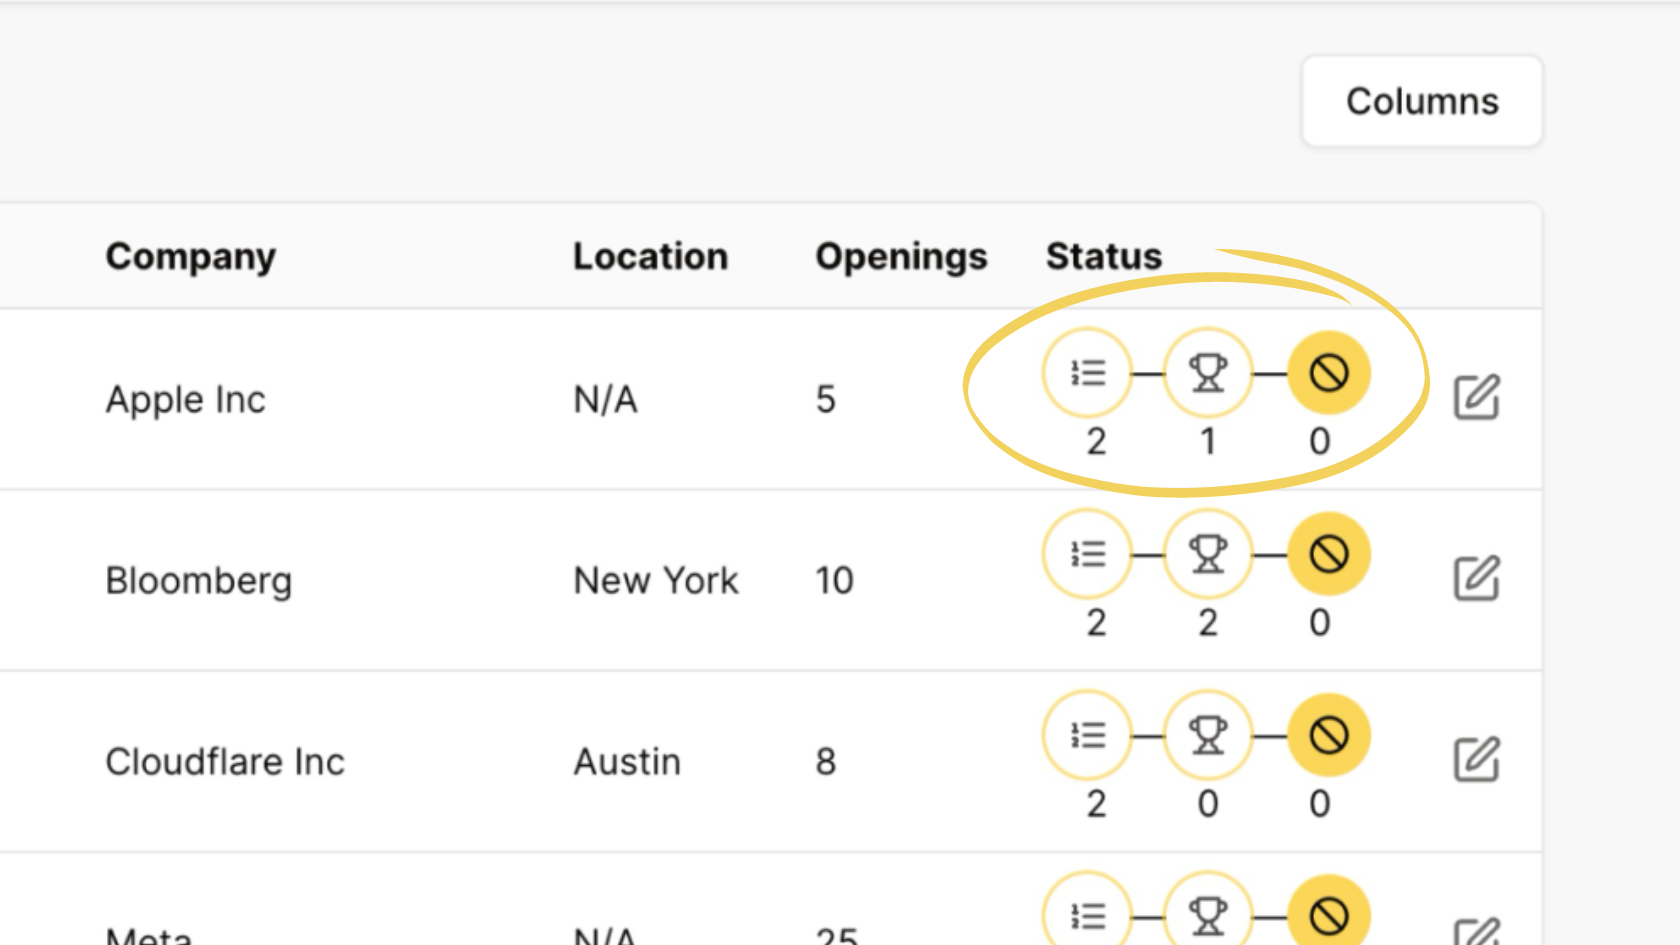 Columns
Company Location Openings Status
Apple Inc N/A 5
2 1 0
Bloomberg New York 10
2 2 0
Cloudflare Inc Austin 8
2 0 0
Meta N/A 25